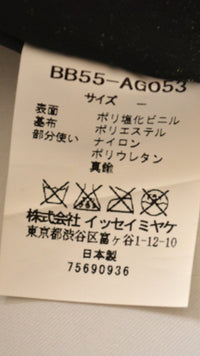 BB55-AG053
サイズ －
表面 ポリ塩化ビニル
基布 ポリエステル
部分使い ナイロン
ポリウレタン
真鍮
株式会社 イッセイミヤケ
東京都渋谷区富ヶ谷1-12-10
日本製
75690936